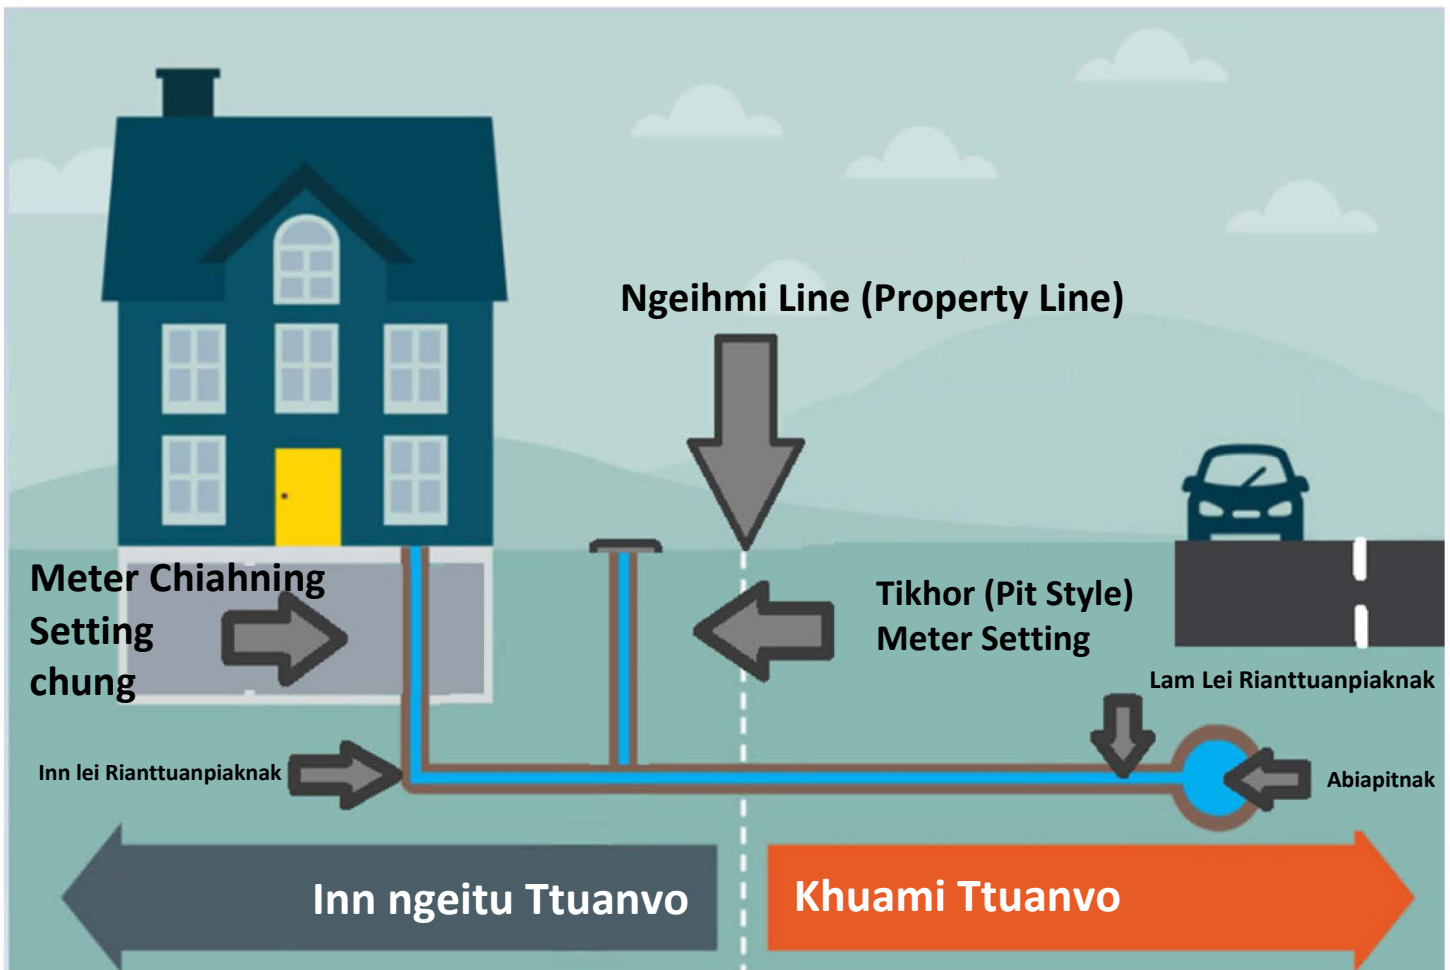 Ngeihmi Line (Property Line)
Meter Chiahning
Setting
chung
Tikhor (Pit Style)
Meter Setting
Lam Lei Rianttuanpiaknak
Inn lei Rianttuanpiaknak
Abiapitnak
Inn ngeitu Ttuanvo
Khuami Ttuanvo